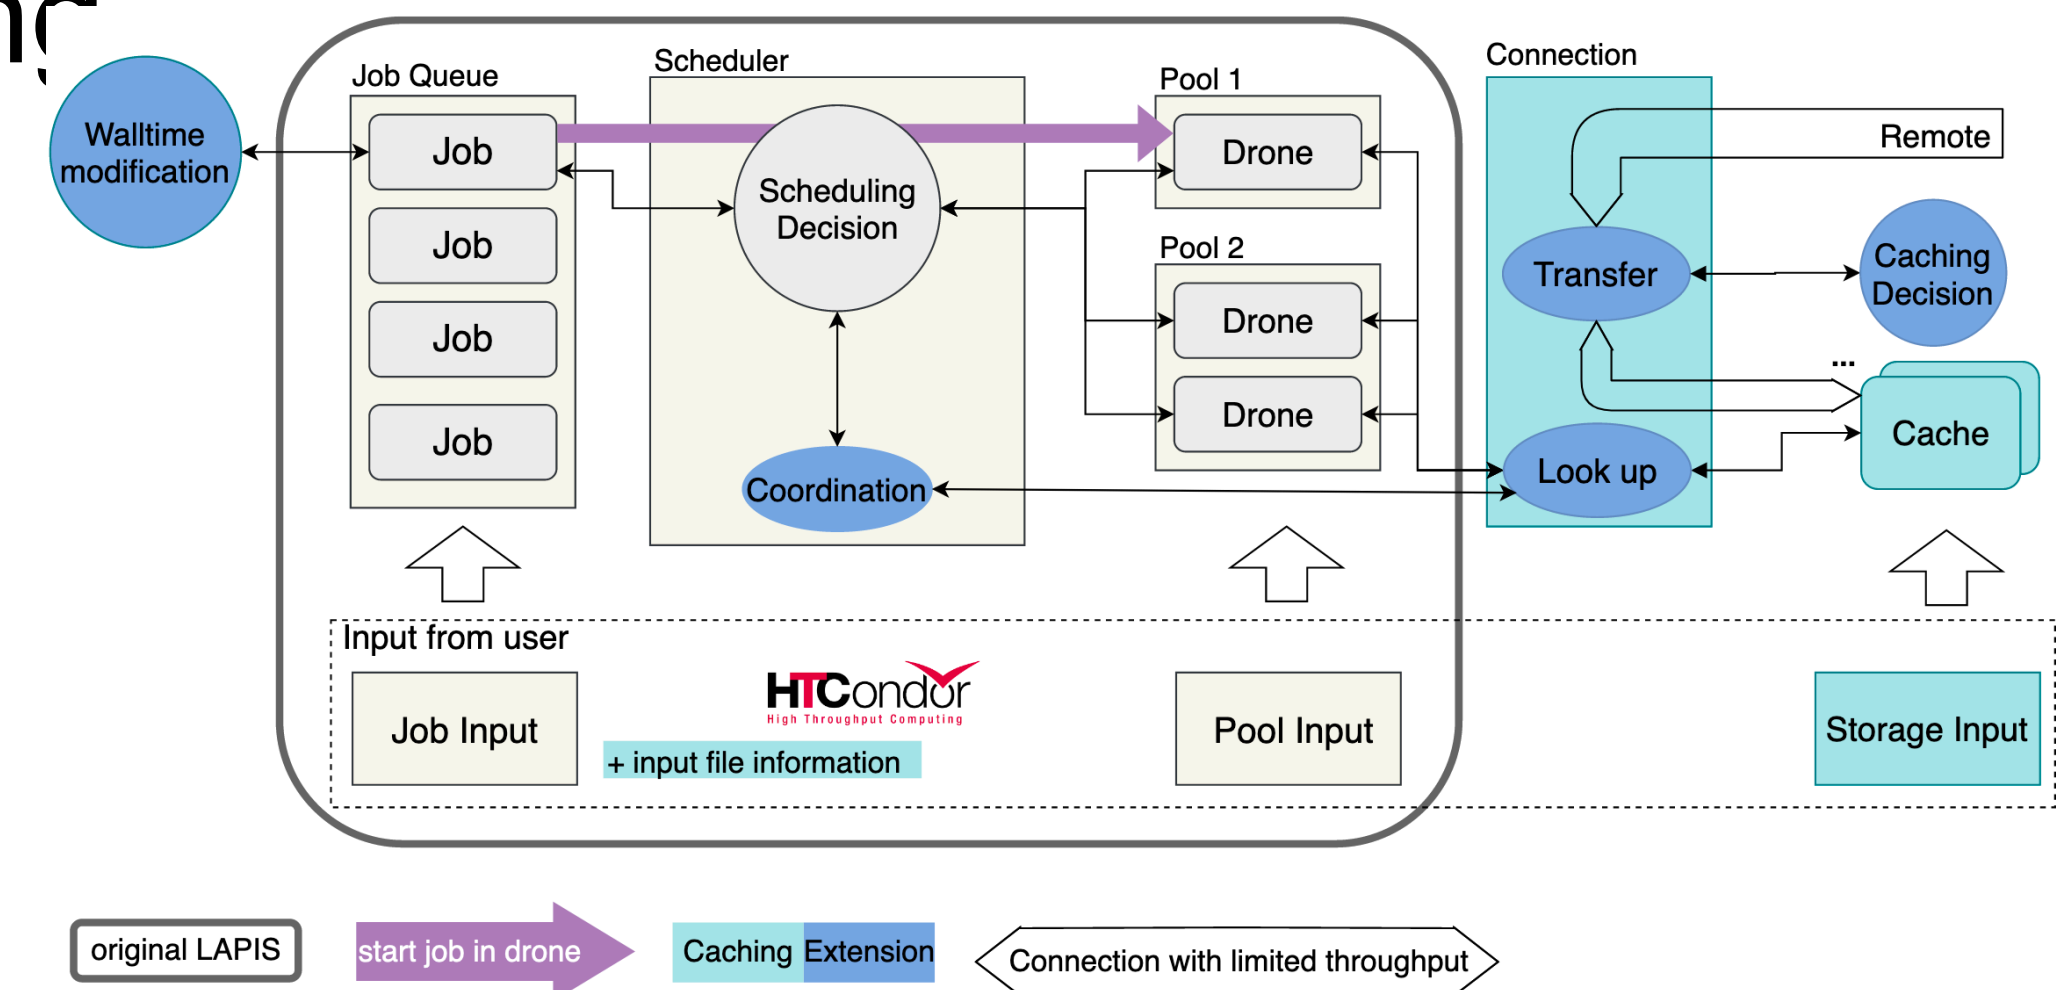 Walltime
modification
Job Queue
Job
Job
Job
Job
Scheduler
Scheduling
Decision
Coordination
Pool 1
Drone
Pool 2
Drone
Drone
Connection
Remote
Transfer
Caching
Decision
...
Cache
Look up
Input from user
Job Input
HTCondor
High Throughput Computing
+ input file information
Pool Input
Storage Input
original LAPIS
start job in drone
Caching Extension
Connection with limited throughput